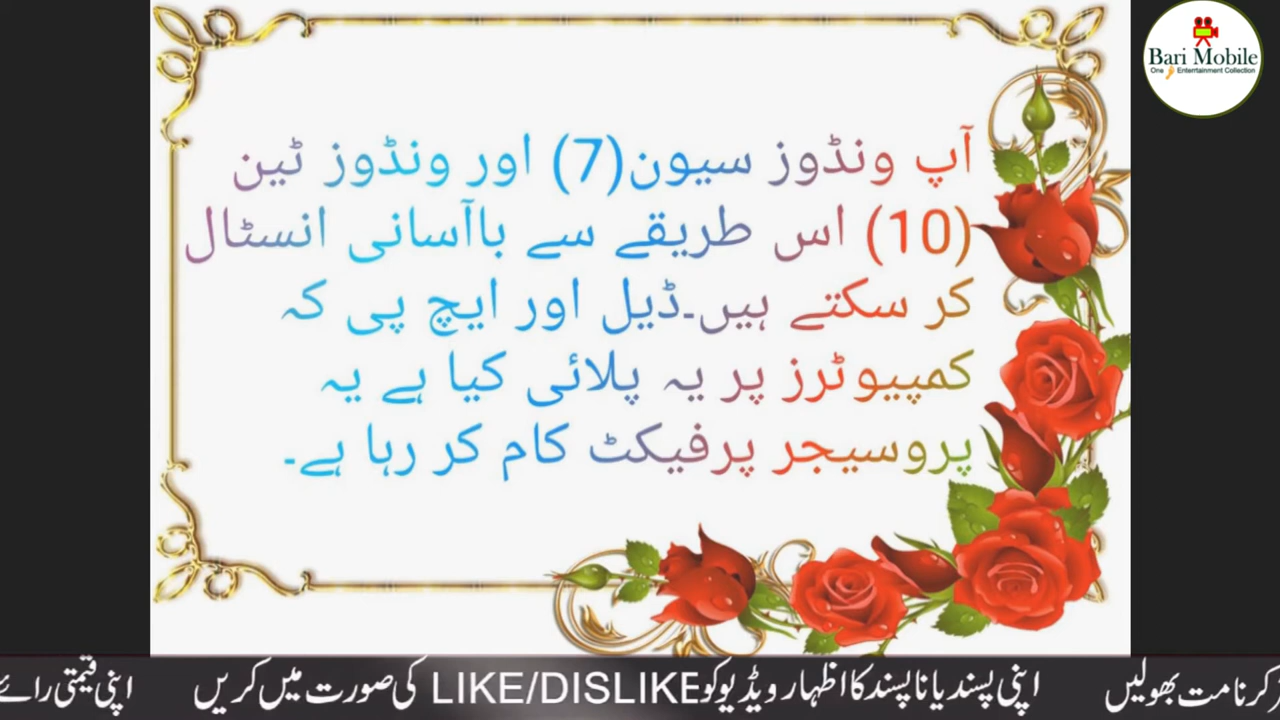 Bari Mobile
One Enterrtainment Collection
آپ ونڈوز سیون(7) اور ونڈوز ٹین
(10) اس طریقے سے باآسانی انسٹال
کر سکتے ہیں۔ڈیل اور ایچ پی کہ
کمپیوٹرز پر یہ پلائی کیا ہے یہ
پروسیجر پرفیکٹ کام کر رہا ہے۔
کرنا مت بھولیں اپنی پسند یا ناپسند کا اظہار ویڈیو کو LIKE/DISLIKE کی صورت میں کریں اپنی قیمتی رائے